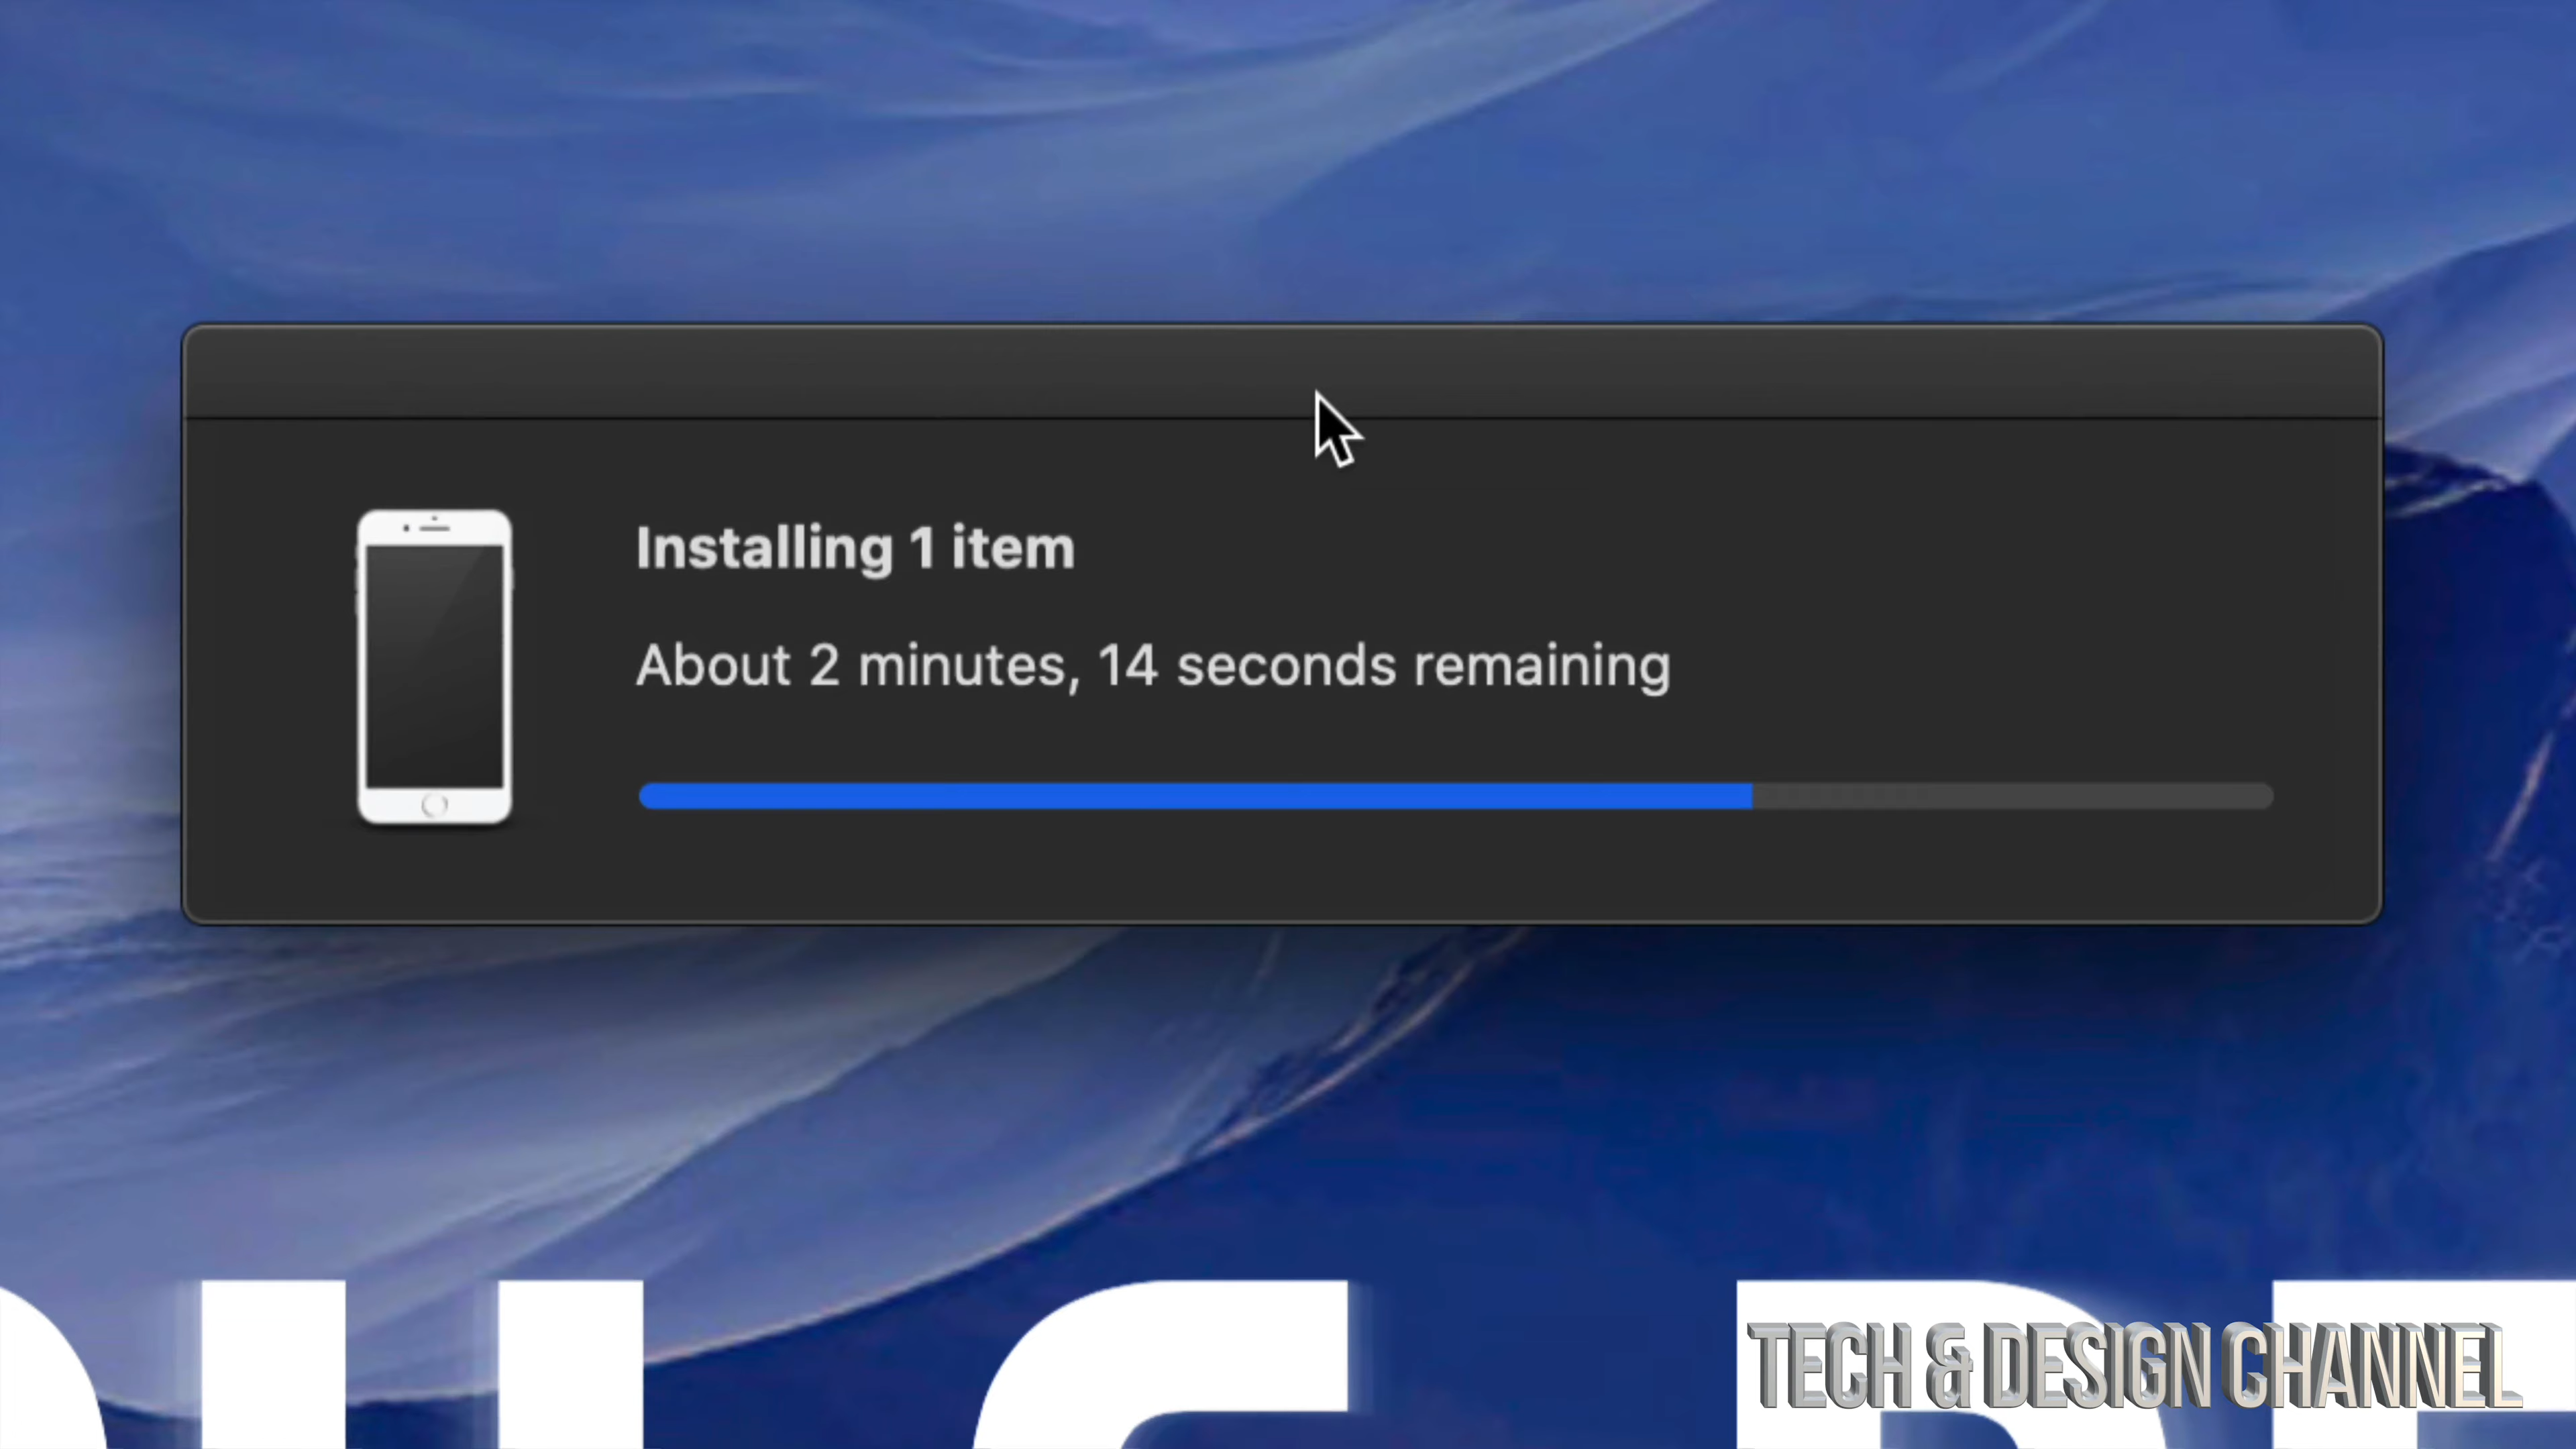 Installing 1 item
About 2 minutes, 14 seconds remaining
TECH & DESIGN CHANNEL